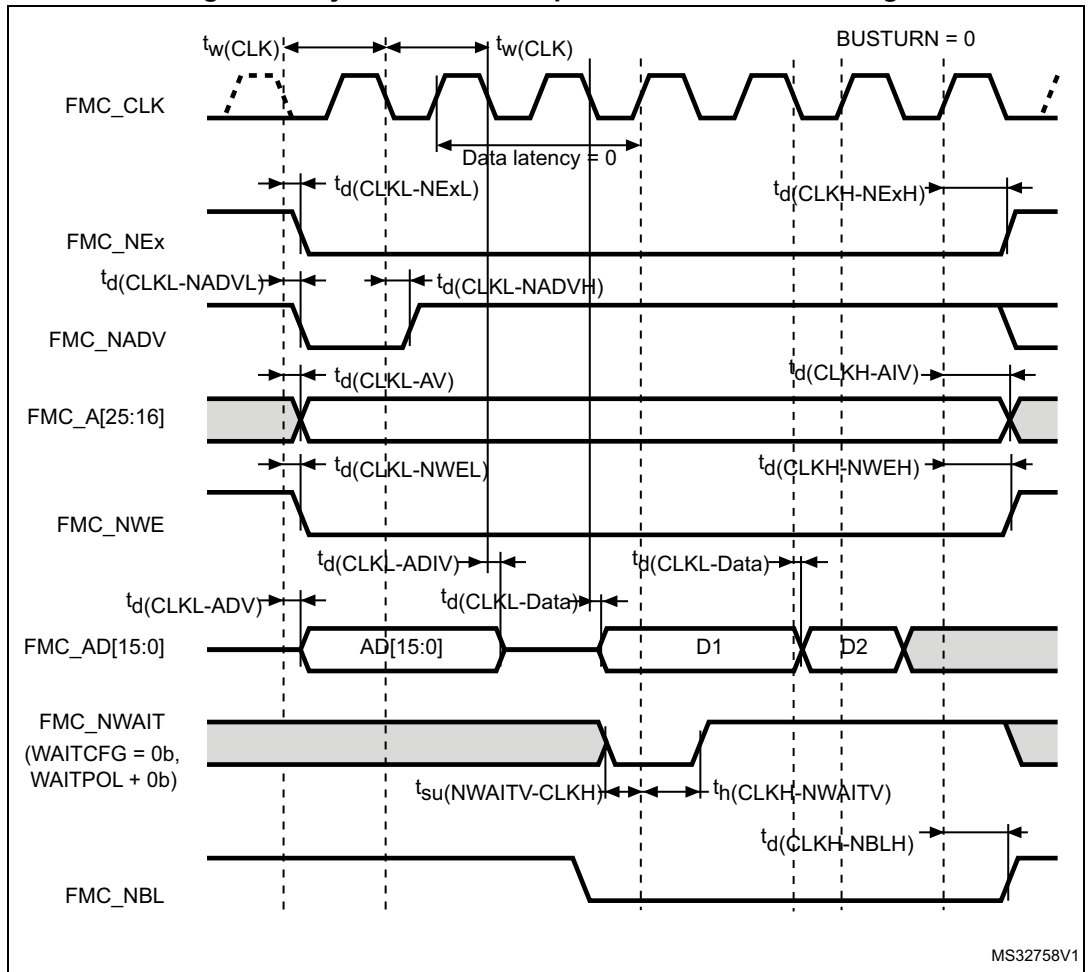 tw(CLK) tw(CLK) BUSTURN = 0
FMC_CLK
Data latency = 0
td(CLKL-NExL) td(CLKH-NExH)
FMC_NEx
td(CLKL-NADVL) td(CLKL-NADVH)
FMC_NADV
td(CLKL-AV) td(CLKH-AIV)
FMC_A[25:16]
td(CLKL-NWEL) td(CLKH-NWEH)
FMC_NWE
td(CLKL-ADIV) td(CLKL-Data)
td(CLKL-ADV) td(CLKL-Data)
FMC_AD[15:0] AD[15:0] D1 D2
FMC_NWAIT
(WAITCFG = 0b,
WAITPOL + 0b)
tsu(NWAITV-CLKH) th(CLKH-NWAITV)
td(CLKH-NBLH)
FMC_NBL
MS32758V1